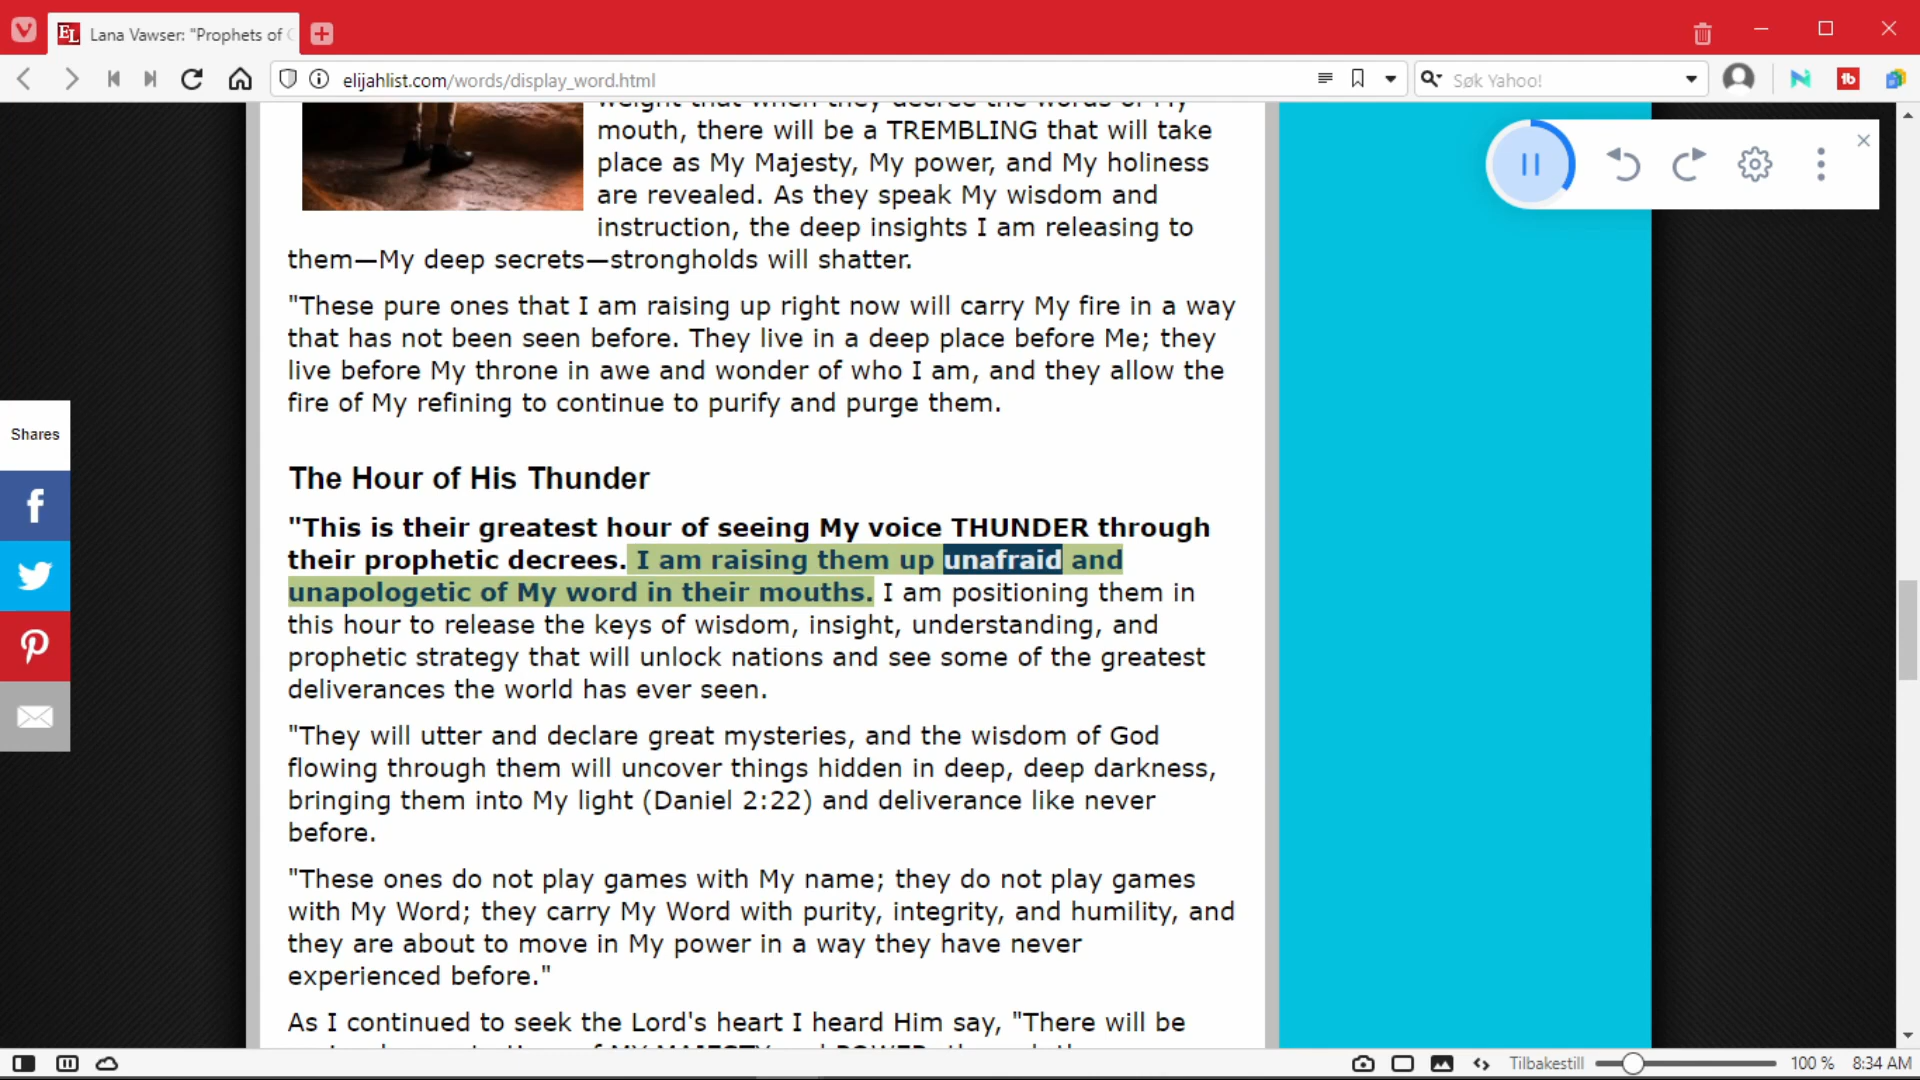 EL Lana Vawser: "Prophets of G
elijahlist.com/words/display_word.html
Søk Yahoo!
weight that when they decree the words of My
mouth, there will be a TREMBLING that will take
place as My Majesty, My power, and My holiness
are revealed. As they speak My wisdom and
instruction, the deep insights I am releasing to
them—My deep secrets—strongholds will shatter.
"These pure ones that I am raising up right now will carry My fire in a way
that has not been seen before. They live in a deep place before Me; they
live before My throne in awe and wonder of who I am, and they allow the
fire of My refining to continue to purify and purge them.
Shares
The Hour of His Thunder
"This is their greatest hour of seeing My voice THUNDER through
their prophetic decrees. I am raising them up unafraid and
unapologetic of My word in their mouths. I am positioning them in
this hour to release the keys of wisdom, insight, understanding, and
prophetic strategy that will unlock nations and see some of the greatest
deliverances the world has ever seen.
"They will utter and declare great mysteries, and the wisdom of God
flowing through them will uncover things hidden in deep, deep darkness,
bringing them into My light (Daniel 2:22) and deliverance like never
before.
"These ones do not play games with My name; they do not play games
with My Word; they carry My Word with purity, integrity, and humility, and
they are about to move in My power in a way they have never
experienced before."
As I continued to seek the Lord's heart I heard Him say, "There will be
MY MAJESTY and POWER
Tilbakestill 100 % 8:34 AM